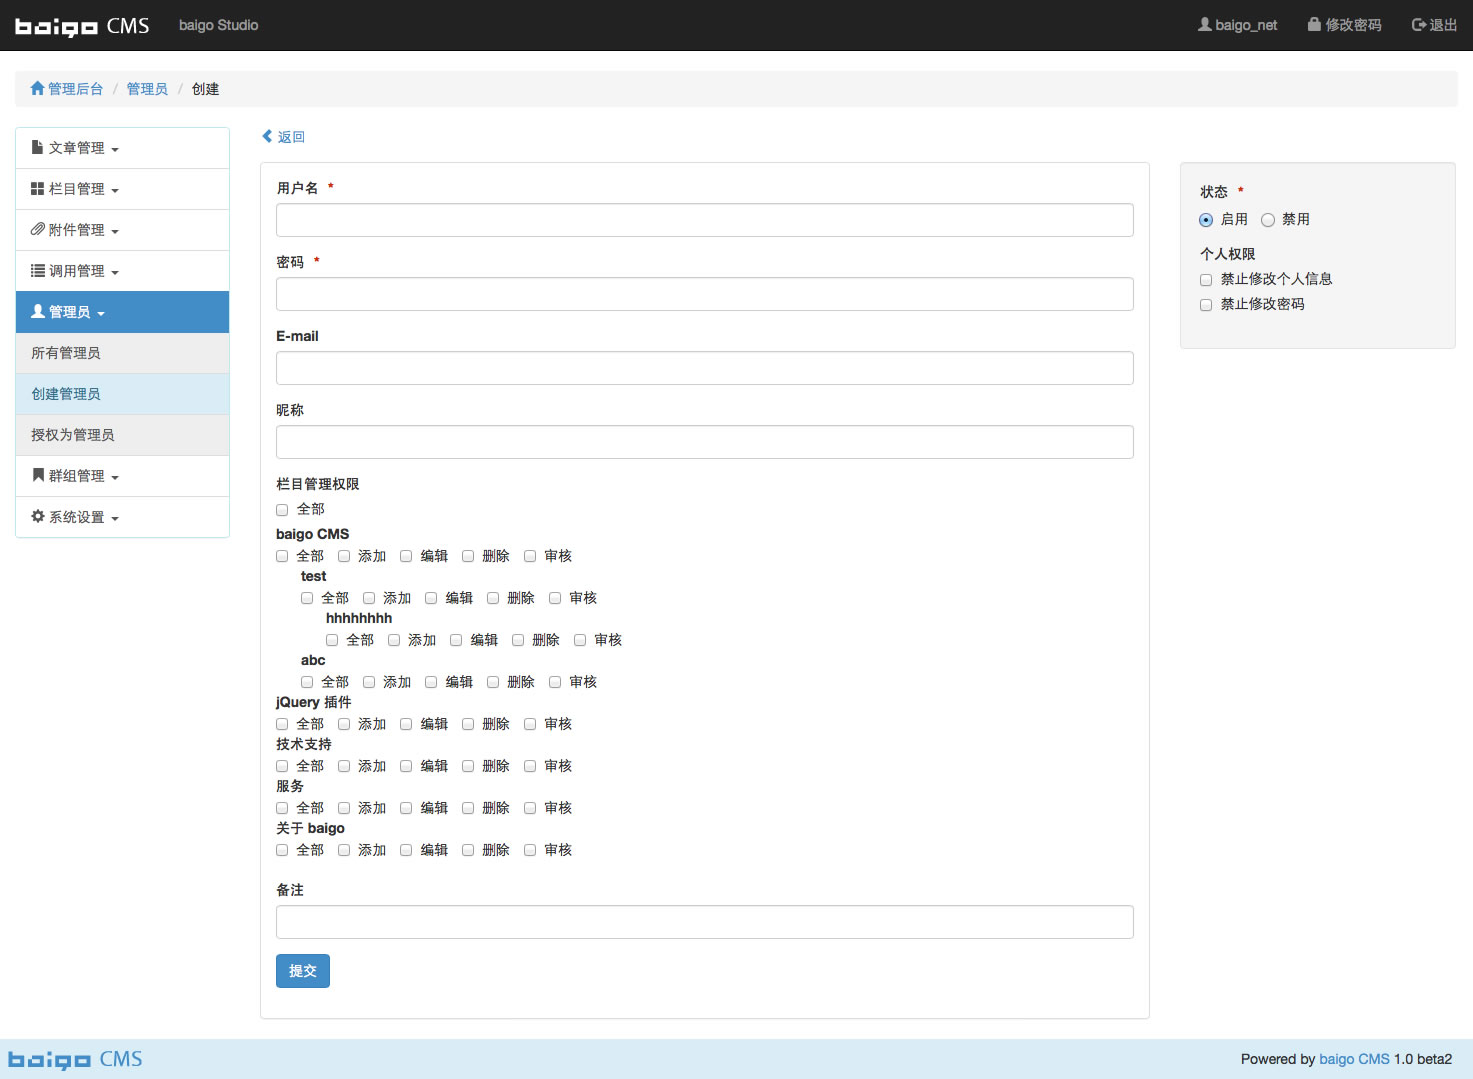 baigo CMS baigo Studio baigo_net 修改密码 退出
管理后台 / 管理员 / 创建
文章管理
栏目管理
附件管理
调用管理
管理员
所有管理员
创建管理员
授权为管理员
群组管理
系统设置
返回
用户名 *
密码 *
E-mail
昵称
栏目管理权限
全部
baigo CMS
全部 添加 编辑 删除 审核
test
全部 添加 编辑 删除 审核
hhhhhhhh
全部 添加 编辑 删除 审核
abc
全部 添加 编辑 删除 审核
jQuery 插件
全部 添加 编辑 删除 审核
技术支持
全部 添加 编辑 删除 审核
服务
全部 添加 编辑 删除 审核
关于 baigo
全部 添加 编辑 删除 审核
备注
提交
状态 *
启用 禁用
个人权限
禁止修改个人信息
禁止修改密码
baigo CMS Powered by baigo CMS 1.0 beta2